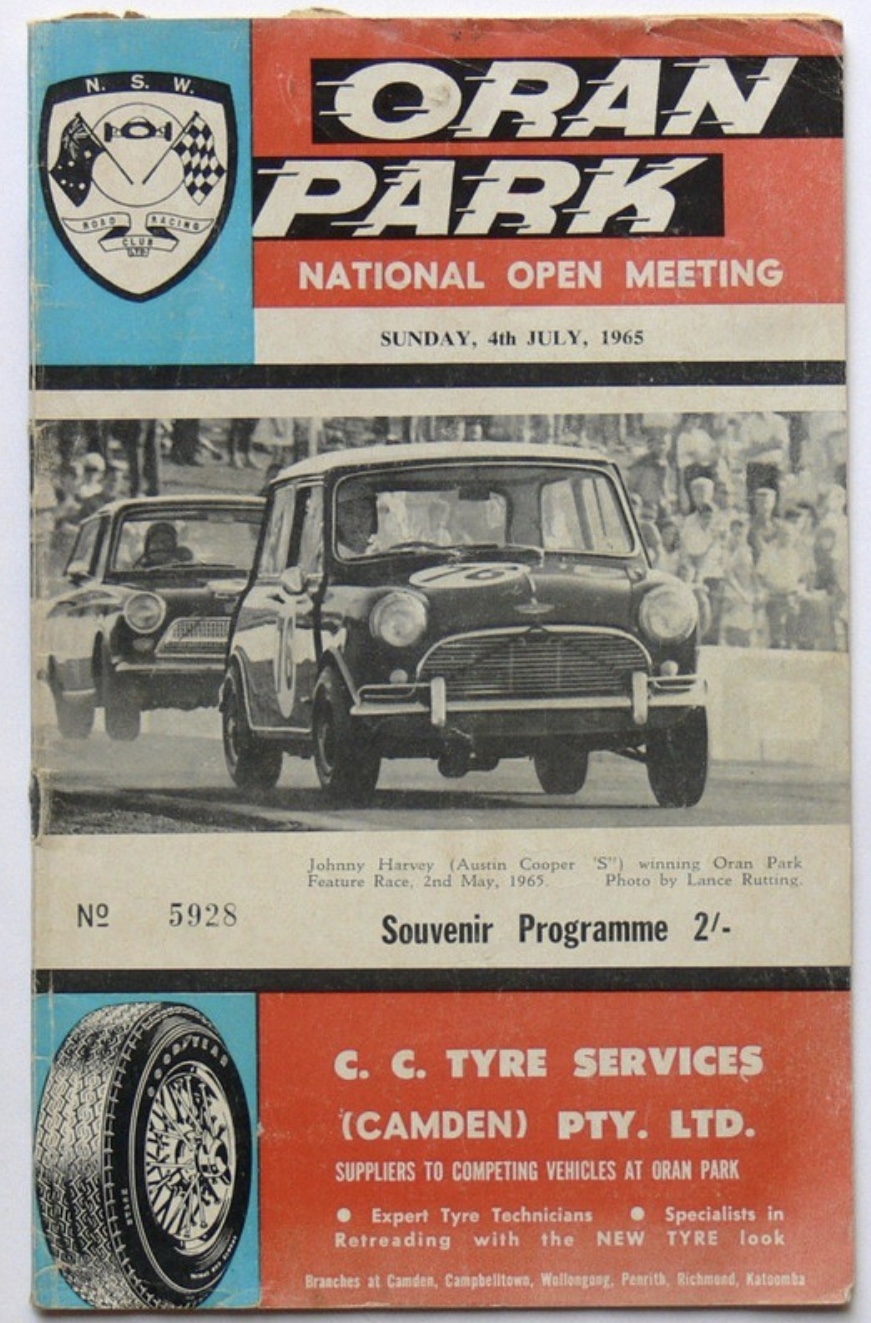 N. S. W.
ROAD RACING
CLUB
LTD
ORAN
PARK
NATIONAL OPEN MEETING
SUNDAY, 4th JULY, 1965
Johnny Harvey (Austin Cooper 'S") winning Oran Park
Feature Race, 2nd May, 1965. Photo by Lance Rutting.
Nº 5928
Souvenir Programme 2/-
GOODYEAR
C. C. TYRE SERVICES
(CAMDEN) PTY. LTD.
SUPPLIERS TO COMPETING VEHICLES AT ORAN PARK
● Expert Tyre Technicians ● Specialists in
Retreading with the NEW TYRE look
Branches at Camden, Campbelltown, Wollongong, Penrith, Richmond, Katoomba